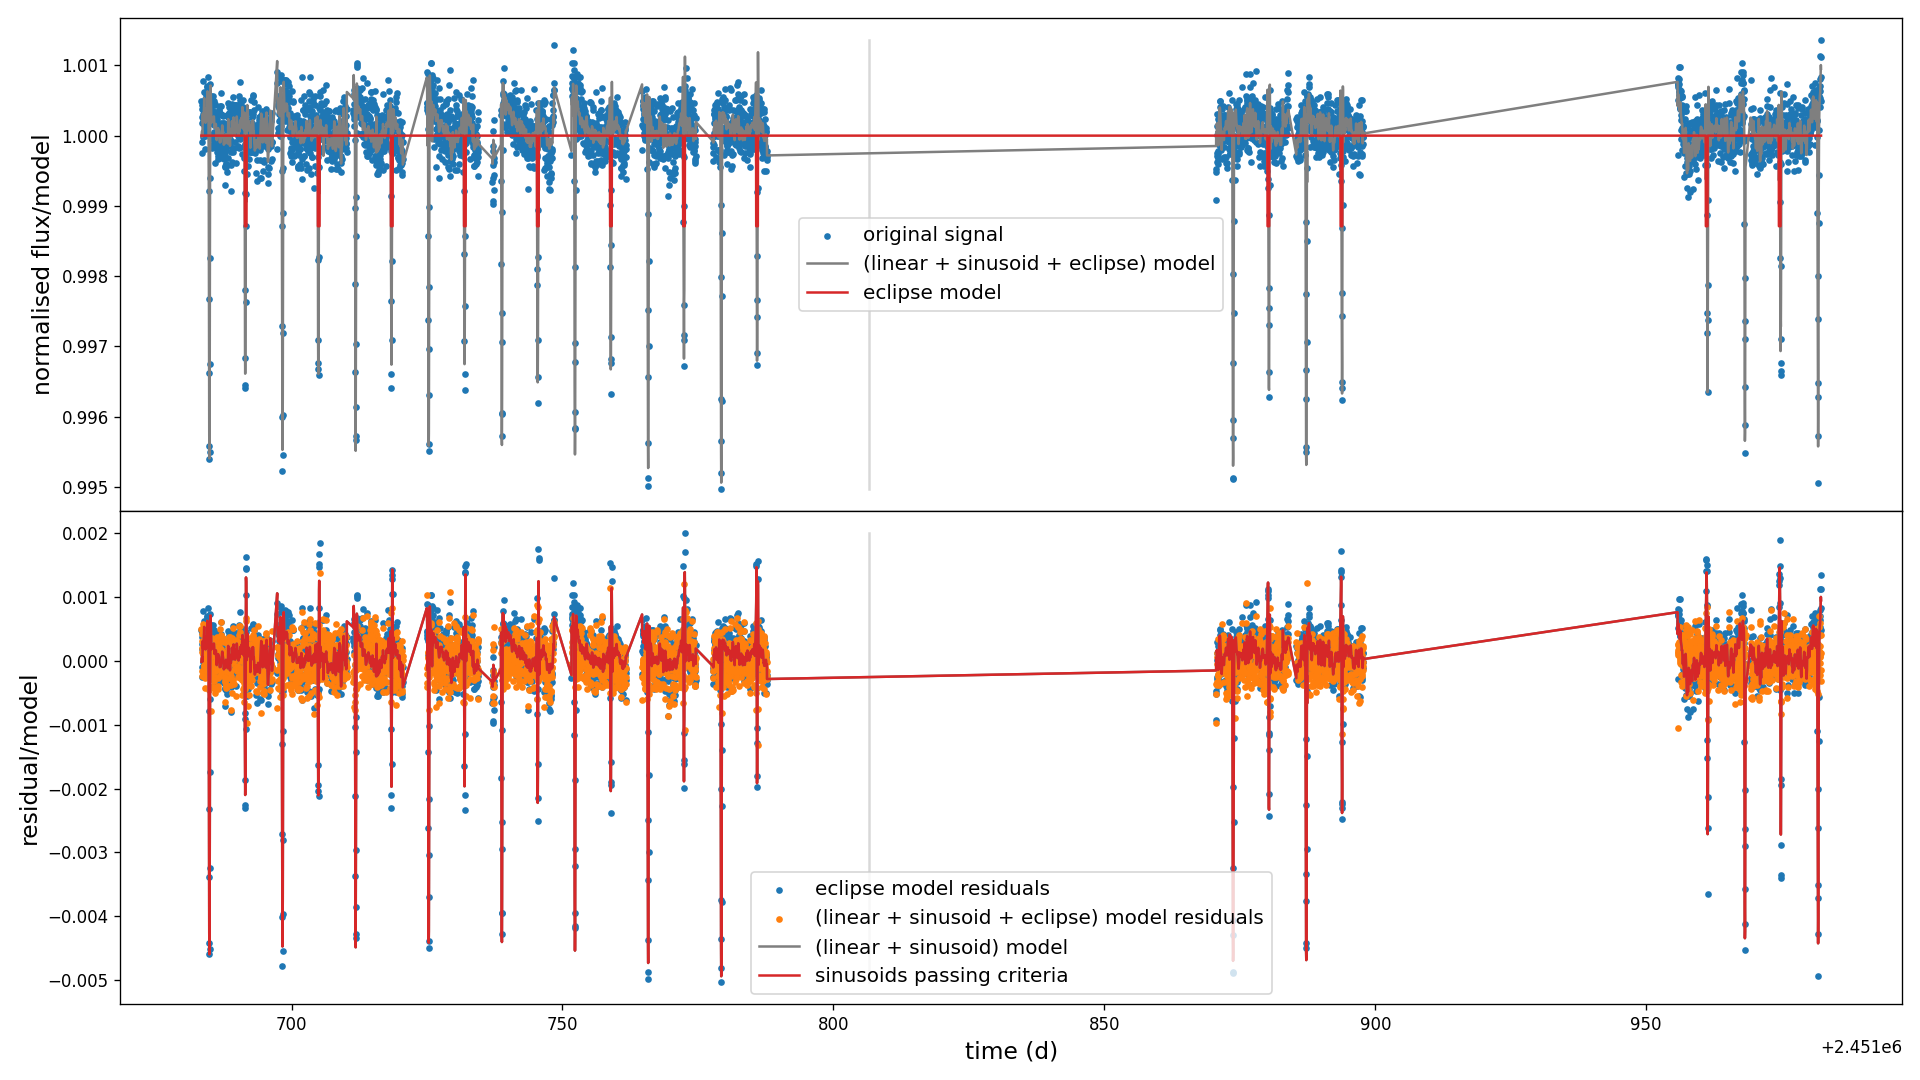 normalised flux/model
1.001
1.000
0.999
0.998
0.997
0.996
0.995
original signal
(linear + sinusoid + eclipse) model
eclipse model
residual/model
0.002
0.001
0.000
−0.001
−0.002
−0.003
−0.004
−0.005
eclipse model residuals
(linear + sinusoid + eclipse) model residuals
(linear + sinusoid) model
sinusoids passing criteria
700
750
800
850
900
950
time (d)
+2.451e6